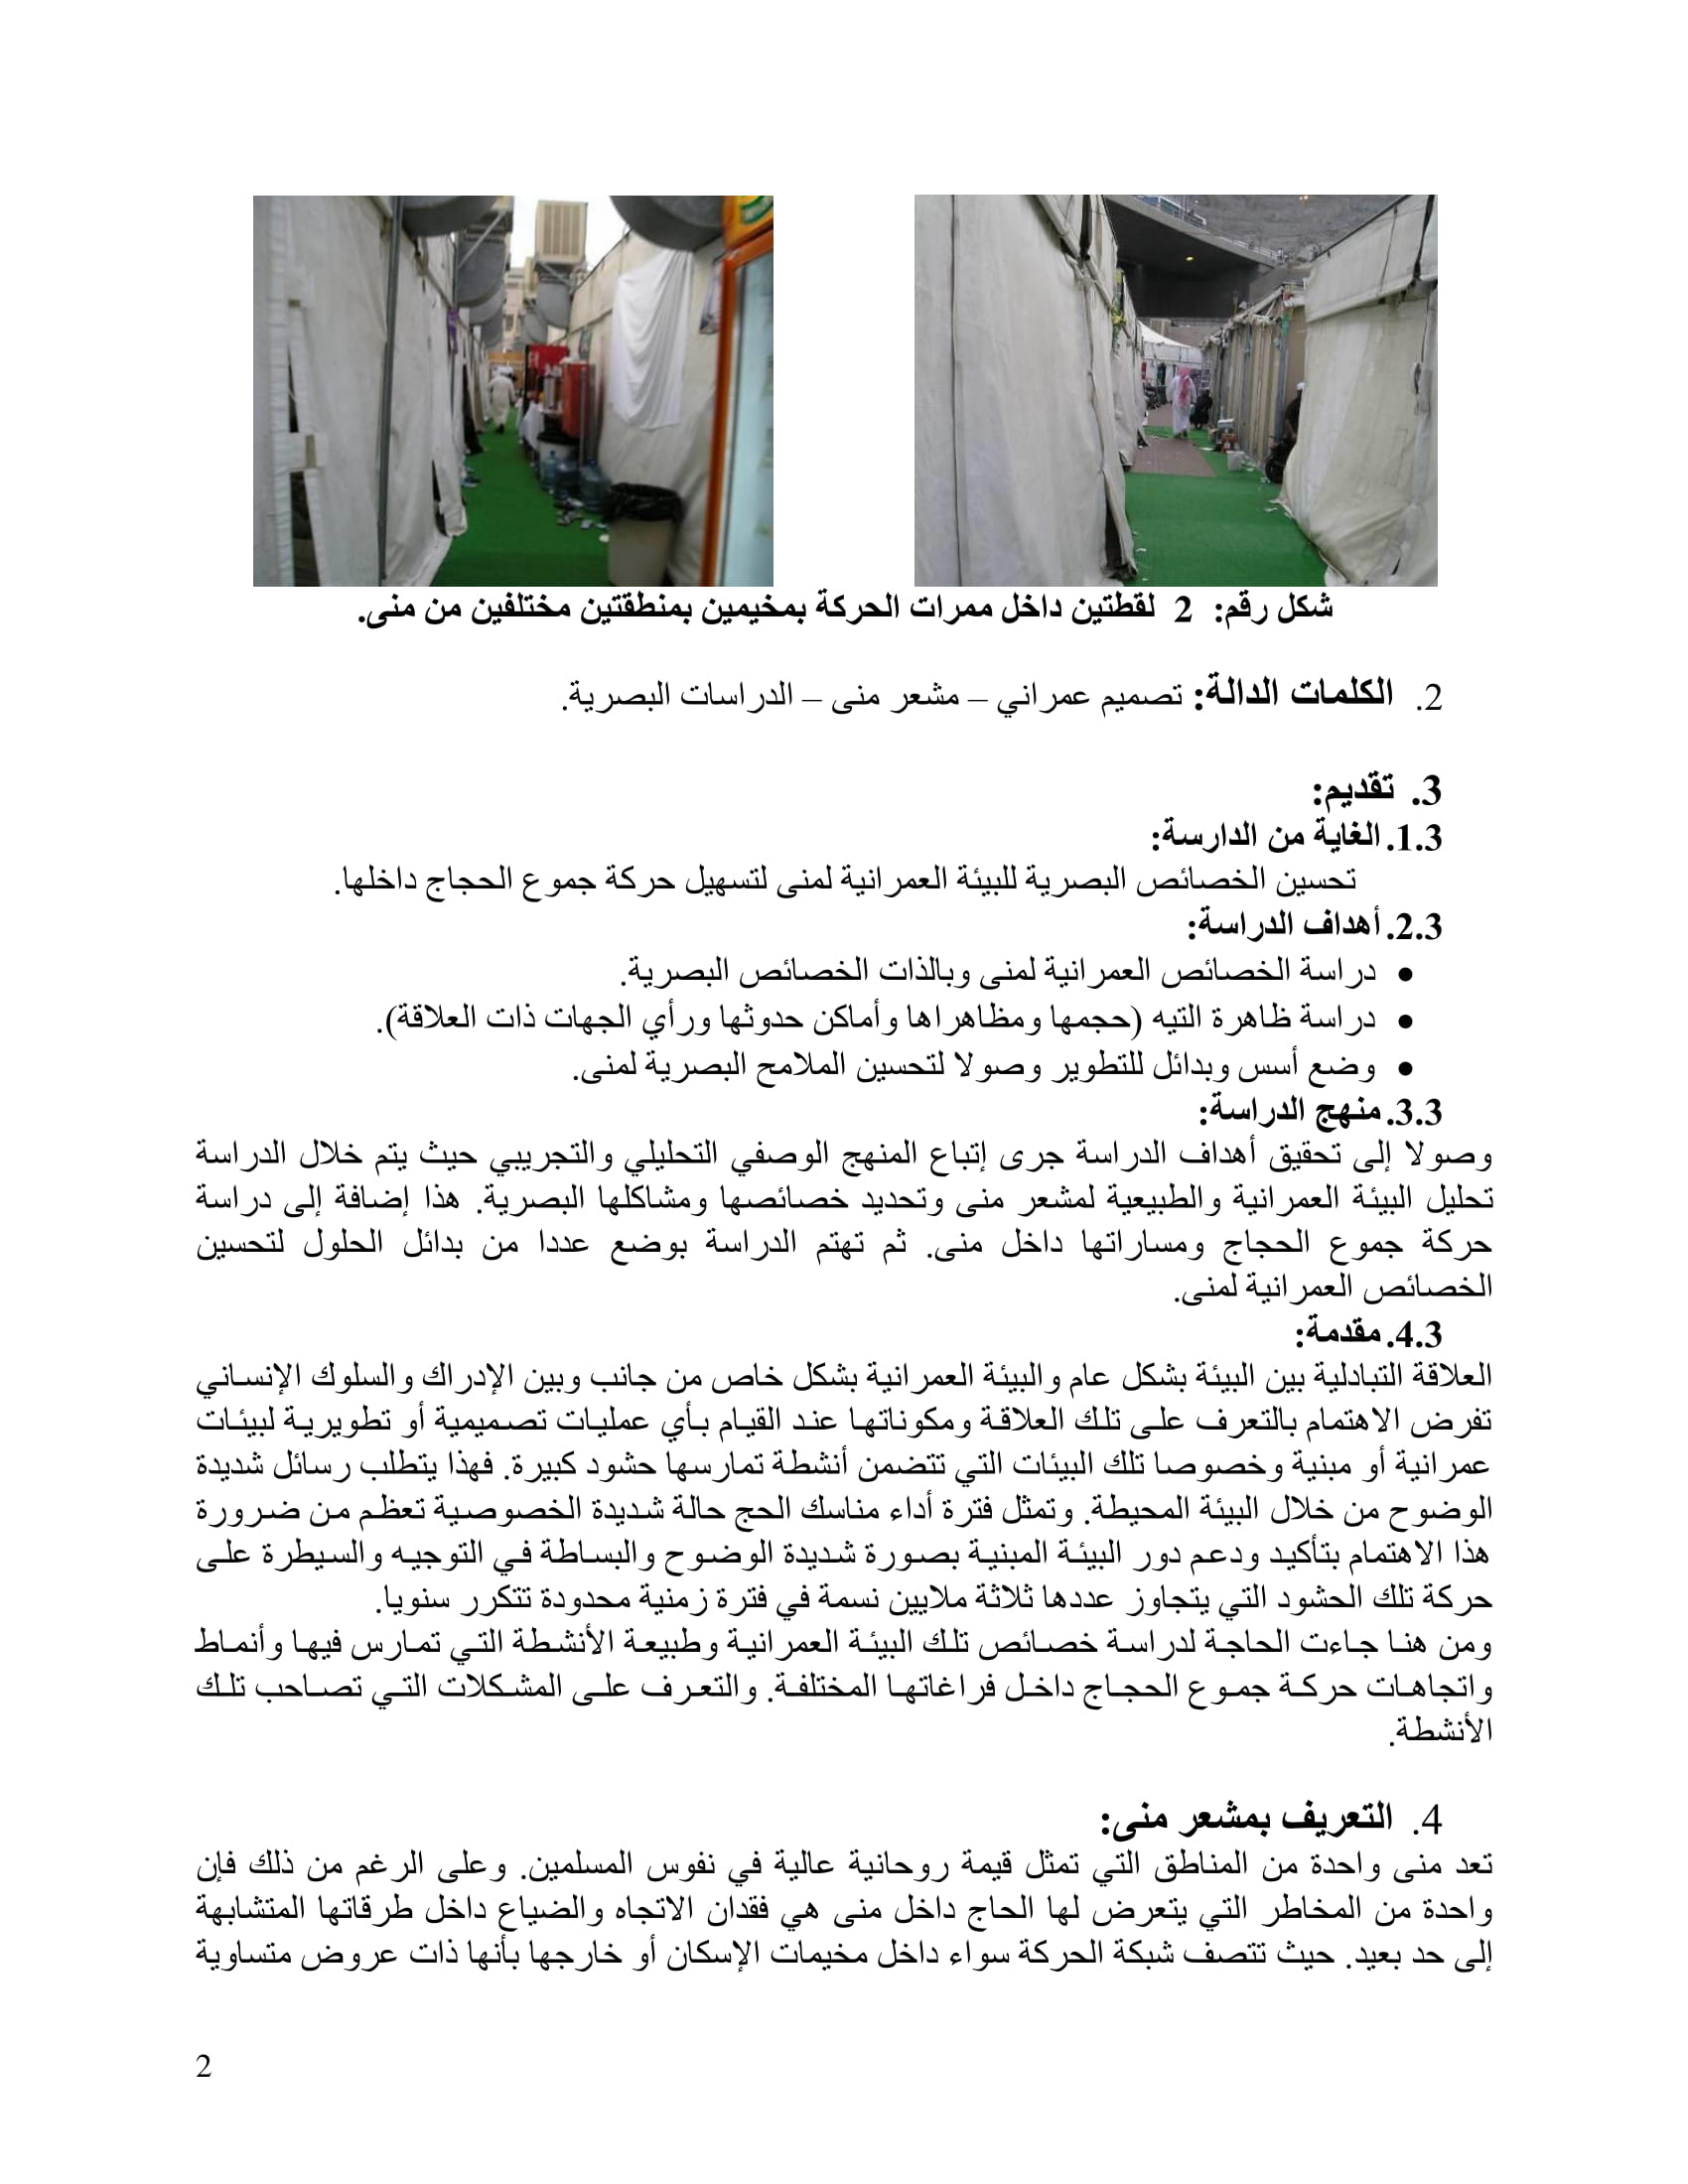 شكل رقم: 2 لقطتين داخل ممرات الحركة بمخيمين بمنطقتين مختلفين من منى.
2. الكلمات الدالة: تصميم عمراني – مشعر منى – الدراسات البصرية.
3. تقديم:
1.3. الغاية من الدارسة:
تحسين الخصائص البصرية للبيئة العمرانية لمنى لتسهيل حركة جموع الحجاج داخلها.
2.3. أهداف الدراسة:
• دراسة الخصائص العمرانية لمنى وبالذات الخصائص البصرية.
• دراسة ظاهرة التيه (حجمها ومظاهراها وأماكن حدوثها ورأي الجهات ذات العلاقة).
• وضع أسس وبدائل للتطوير وصولا لتحسين الملامح البصرية لمنى.
3.3. منهج الدراسة:
وصولا إلى تحقيق أهداف الدراسة جرى إتباع المنهج الوصفي التحليلي والتجريبي حيث يتم خلال الدراسة
تحليل البيئة العمرانية والطبيعية لمشعر منى وتحديد خصائصها ومشاكلها البصرية. هذا إضافة إلى دراسة
حركة جموع الحجاج ومساراتها داخل منى. ثم تهتم الدراسة بوضع عددا من بدائل الحلول لتحسين
الخصائص العمرانية لمنى.
4.3. مقدمة:
العلاقة التبادلية بين البيئة بشكل عام والبيئة العمرانية بشكل خاص من جانب وبين الإدراك والسلوك الإنساني
تفرض الاهتمام بالتعرف على تلك العلاقة ومكوناتها عند القيام بأي عمليات تصميمية أو تطويرية لبيئات
عمرانية أو مبنية وخصوصا تلك البيئات التي تتضمن أنشطة تمارسها حشود كبيرة. فهذا يتطلب رسائل شديدة
الوضوح من خلال البيئة المحيطة. وتمثل فترة أداء مناسك الحج حالة شديدة الخصوصية تعظم من ضرورة
هذا الاهتمام بتأكيد ودعم دور البيئة المبنية بصورة شديدة الوضوح والبساطة في التوجيه والسيطرة على
حركة تلك الحشود التي يتجاوز عددها ثلاثة ملايين نسمة في فترة زمنية محدودة تتكرر سنويا.
ومن هنا جاءت الحاجة لدراسة خصائص تلك البيئة العمرانية وطبيعة الأنشطة التي تمارس فيها وأنماط
واتجاهات حركة جموع الحجاج داخل فراغاتها المختلفة. والتعرف على المشكلات التي تصاحب تلك
الأنشطة.
4. التعريف بمشعر منى:
تعد منى واحدة من المناطق التي تمثل قيمة روحانية عالية في نفوس المسلمين. وعلى الرغم من ذلك فإن
واحدة من المخاطر التي يتعرض لها الحاج داخل منى هي فقدان الاتجاه والضياع داخل طرقاتها المتشابهة
إلى حد بعيد. حيث تتصف شبكة الحركة سواء داخل مخيمات الإسكان أو خارجها بأنها ذات عروض متساوية
2